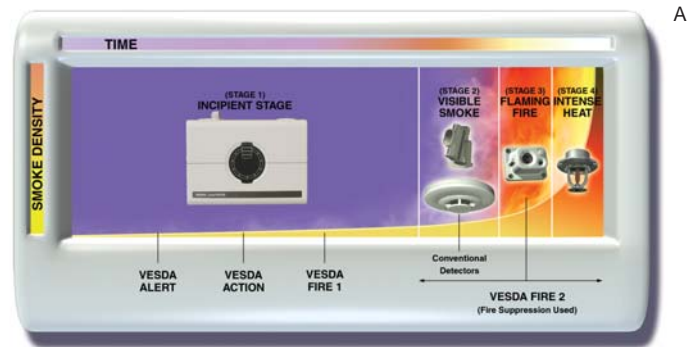 A
TIME
SMOKE DENSITY
(STAGE 1)
INCIPIENT STAGE
(STAGE 2)
VISIBLE
SMOKE
(STAGE 3)
FLAMING
FIRE
(STAGE 4)
INTENSE
HEAT
VESDA
ALERT
VESDA
ACTION
VESDA
FIRE 1
Conventional
Detectors
VESDA FIRE 2
(Fire Suppression Used)